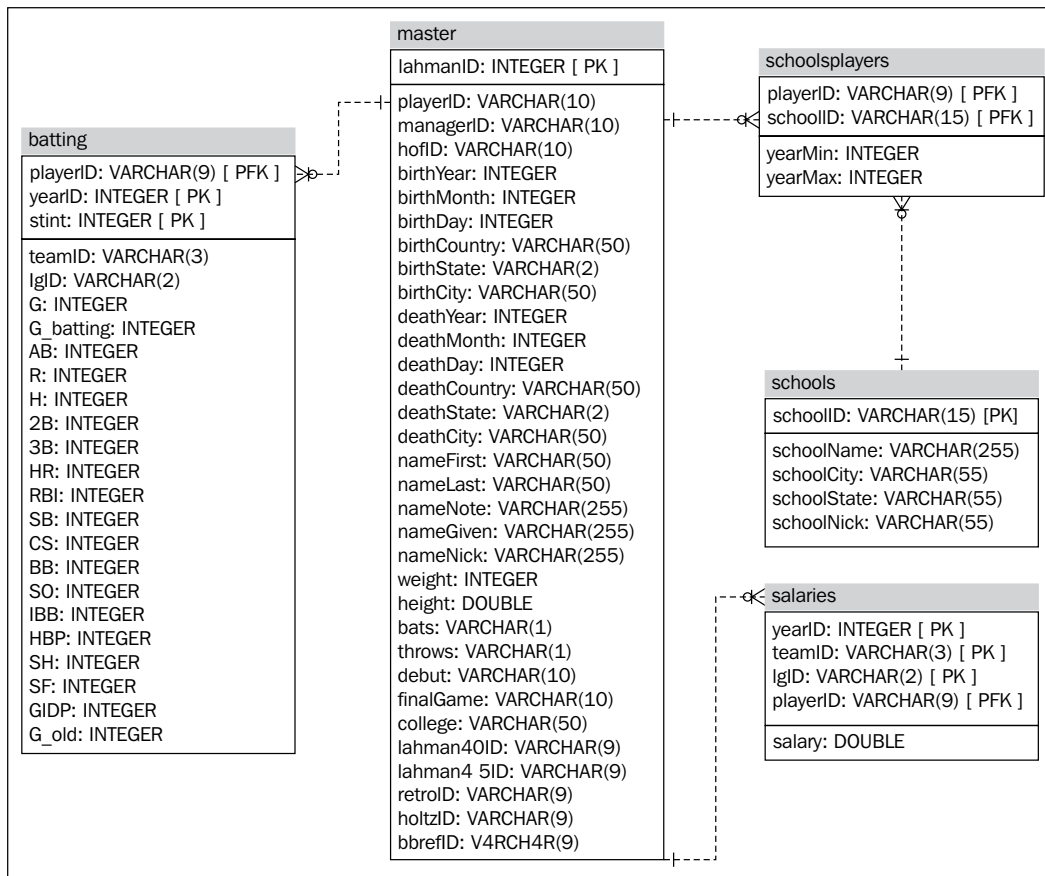 batting
playerID: VARCHAR(9) [ PFK ]
yearID: INTEGER [ PK ]
stint: INTEGER [ PK ]
teamID: VARCHAR(3)
lgID: VARCHAR(2)
G: INTEGER
G_batting: INTEGER
AB: INTEGER
R: INTEGER
H: INTEGER
2B: INTEGER
3B: INTEGER
HR: INTEGER
RBI: INTEGER
SB: INTEGER
CS: INTEGER
BB: INTEGER
SO: INTEGER
IBB: INTEGER
HBP: INTEGER
SH: INTEGER
SF: INTEGER
GIDP: INTEGER
G_old: INTEGER
master
lahmanID: INTEGER [ PK ]
playerID: VARCHAR(10)
managerID: VARCHAR(10)
hofID: VARCHAR(10)
birthYear: INTEGER
birthMonth: INTEGER
birthDay: INTEGER
birthCountry: VARCHAR(50)
birthState: VARCHAR(2)
birthCity: VARCHAR(50)
deathYear: INTEGER
deathMonth: INTEGER
deathDay: INTEGER
deathCountry: VARCHAR(50)
deathState: VARCHAR(2)
deathCity: VARCHAR(50)
nameFirst: VARCHAR(50)
nameLast: VARCHAR(50)
nameNote: VARCHAR(255)
nameGiven: VARCHAR(255)
nameNick: VARCHAR(255)
weight: INTEGER
height: DOUBLE
bats: VARCHAR(1)
throws: VARCHAR(1)
debut: VARCHAR(10)
finalGame: VARCHAR(10)
college: VARCHAR(50)
lahman40ID: VARCHAR(9)
lahman4 5ID: VARCHAR(9)
retroID: VARCHAR(9)
holtzID: VARCHAR(9)
bbrefID: V4RCH4R(9)
schoolsplayers
playerID: VARCHAR(9) [ PFK ]
schoolID: VARCHAR(15) [ PFK ]
yearMin: INTEGER
yearMax: INTEGER
schools
schoolID: VARCHAR(15) [PK]
schoolName: VARCHAR(255)
schoolCity: VARCHAR(55)
schoolState: VARCHAR(55)
schoolNick: VARCHAR(55)
salaries
yearID: INTEGER [ PK ]
teamID: VARCHAR(3) [ PK ]
lgID: VARCHAR(2) [ PK ]
playerID: VARCHAR(9) [ PFK ]
salary: DOUBLE